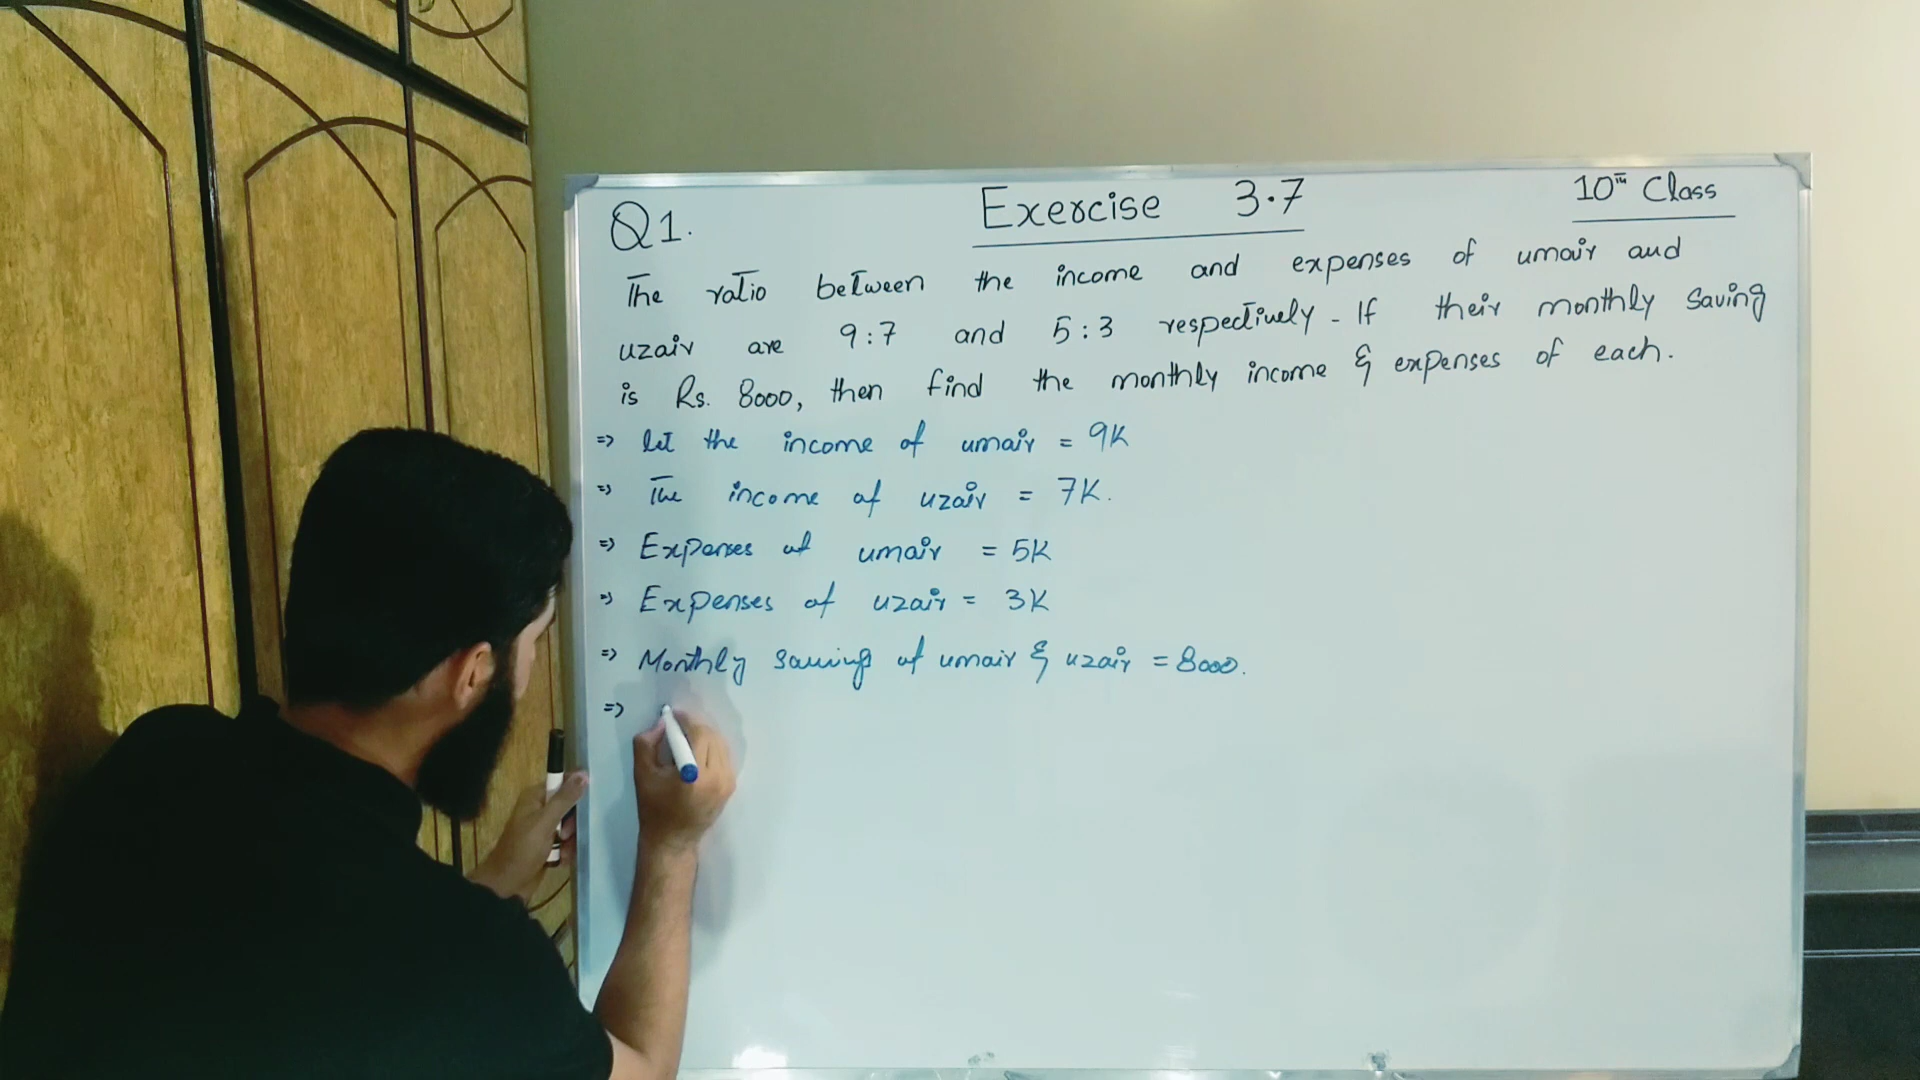 Q1.
Exercise 3.7
10TH Class
The ratio between the income and expenses of umair and
uzair are 9:7 and 5:3 respectively - If their monthly saving
is Rs. 8000, then find the monthly income & expenses of each.
=> let the income of umair = 9K
=> The income of uzair = 7K.
=> Expenses of umair = 5K
=> Expenses of uzair = 3K
=> Monthly saving of umair & uzair = 8000.
=>